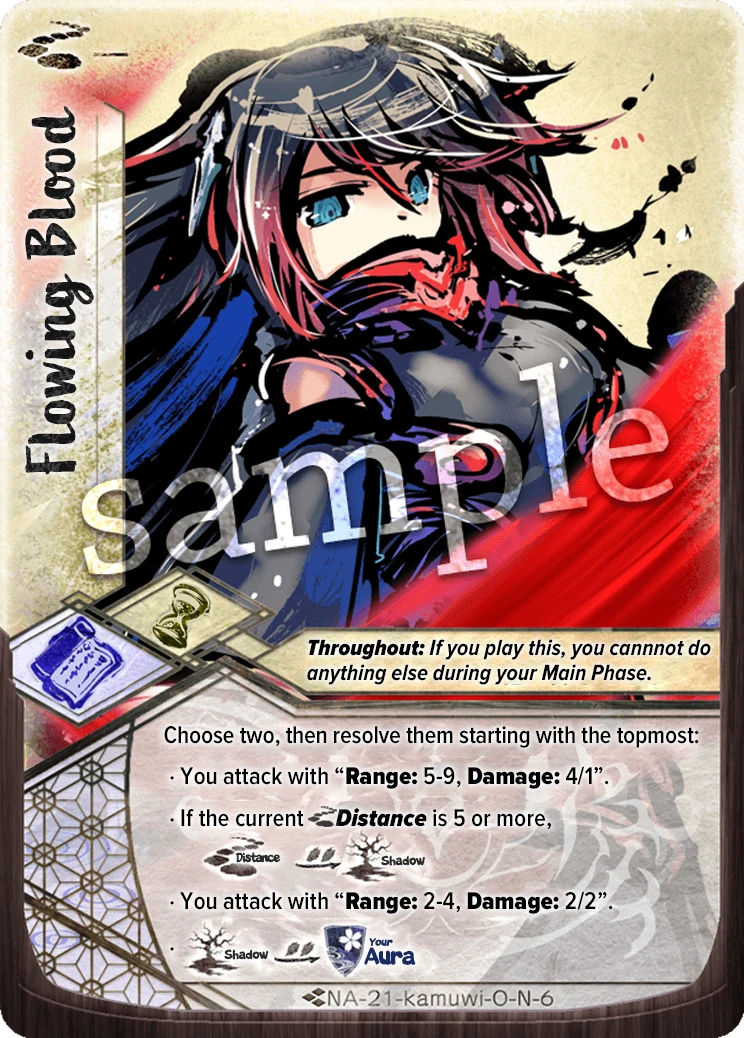 Flowing Blood
sample
Throughout: If you play this, you cannnot do
anything else during your Main Phase.
Choose two, then resolve them starting with the topmost:
· You attack with “Range: 5-9, Damage: 4/1”.
· If the current Distance is 5 or more,
Distance Shadow
· You attack with “Range: 2-4, Damage: 2/2”.
· Shadow Your Aura
NA-21-kamuwi-O-N-6